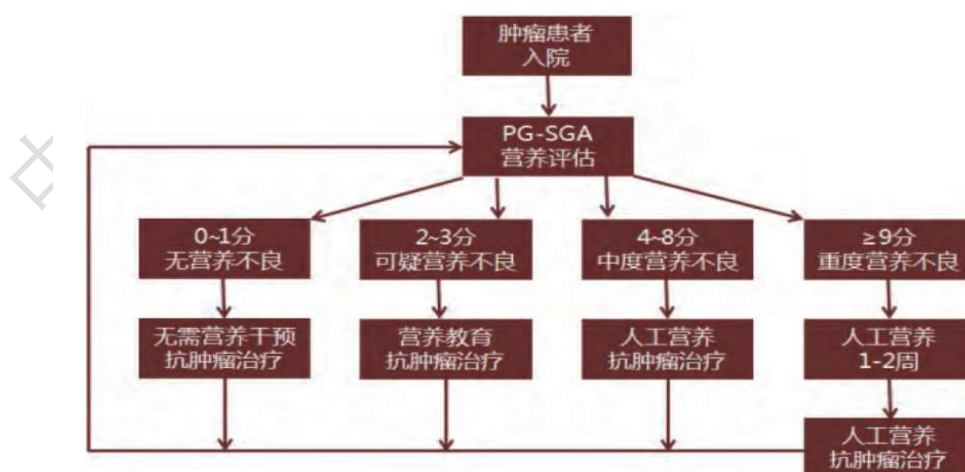 肿瘤患者
入院
PG-SGA
营养评估
0~1分
无营养不良
2~3分
可疑营养不良
4~8分
中度营养不良
≥9分
重度营养不良
无需营养干预
抗肿瘤治疗
营养教育
抗肿瘤治疗
人工营养
抗肿瘤治疗
人工营养
1-2周
人工营养
抗肿瘤治疗